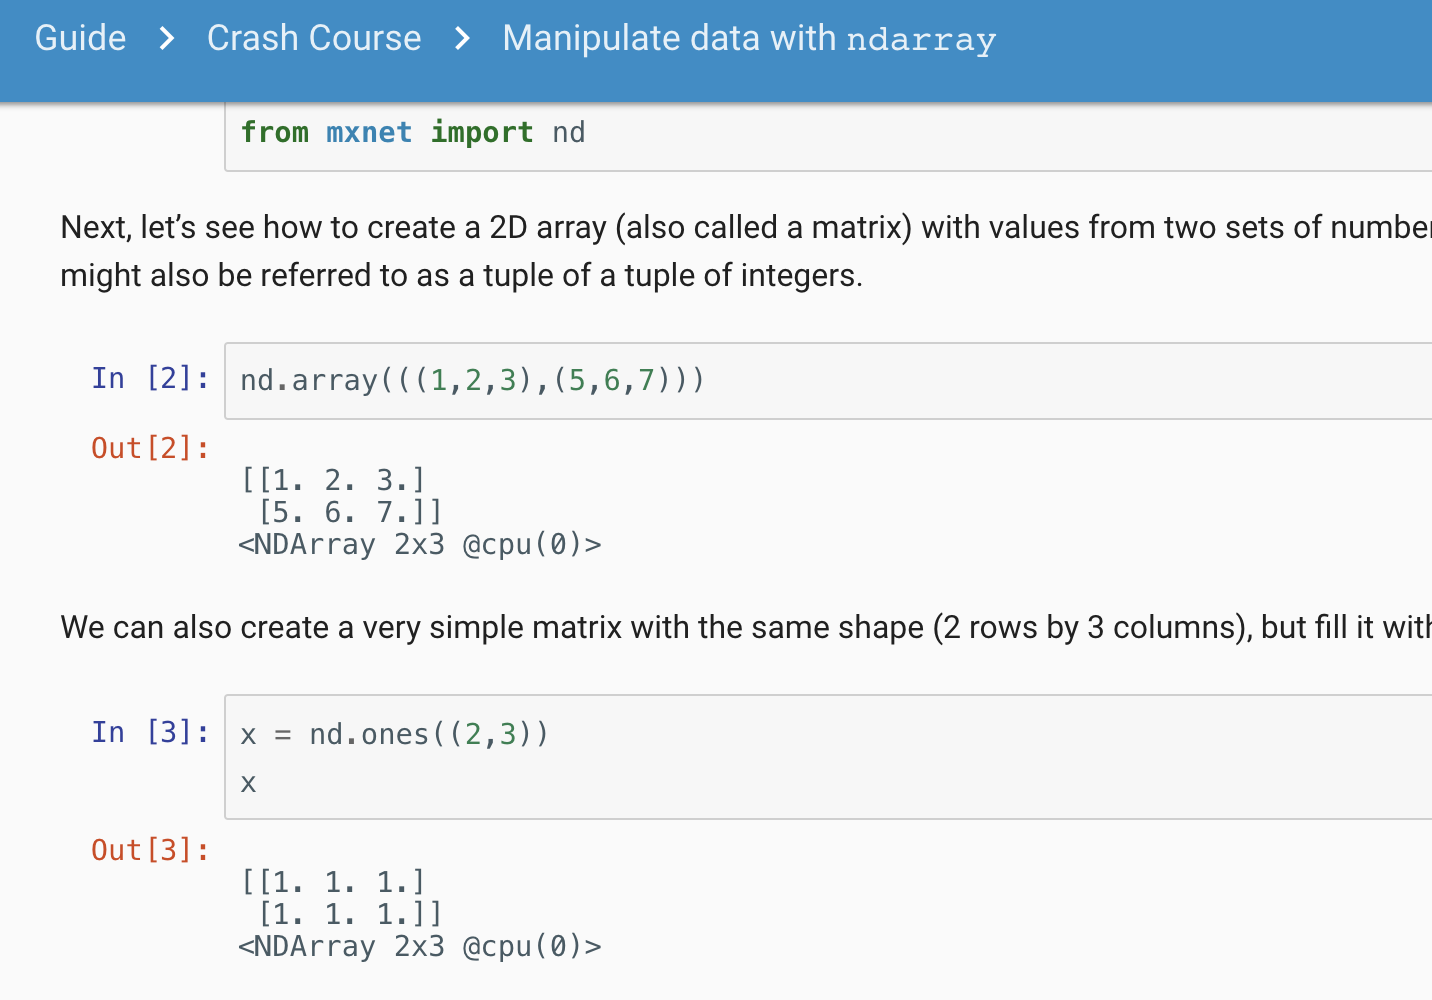 Guide > Crash Course > Manipulate data with ndarray
from mxnet import nd
Next, let’s see how to create a 2D array (also called a matrix) with values from two sets of
might also be referred to as a tuple of a tuple of integers.
In [2]: nd.array(((1,2,3),(5,6,7)))
Out[2]:
[[1. 2. 3.]
[5. 6. 7.]]
<NDArray 2x3 @cpu(0)>
We can also create a very simple matrix with the same shape (2 rows by 3 columns), but fill it
In [3]: x = nd.ones((2,3))
x
Out[3]:
[[1. 1. 1.]
[1. 1. 1.]]
<NDArray 2x3 @cpu(0)>